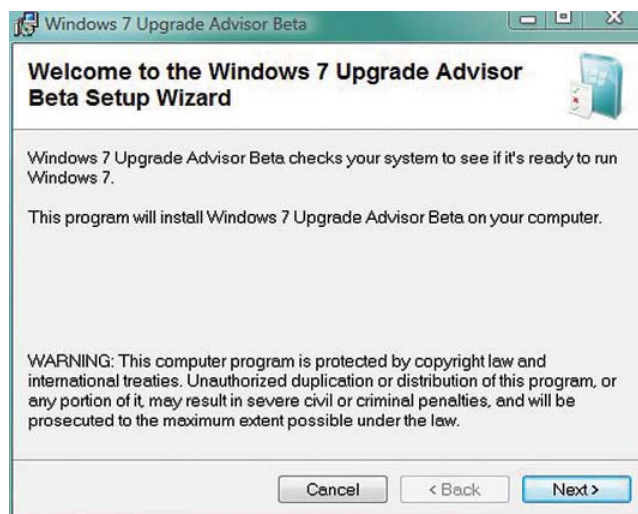 Windows 7 Upgrade Advisor Beta
Welcome to the Windows 7 Upgrade Advisor
Beta Setup Wizard
Windows 7 Upgrade Advisor Beta checks your system to see if it's ready to run
Windows 7.
This program will install Windows 7 Upgrade Advisor Beta on your computer.
WARNING: This computer program is protected by copyright law and
international treaties. Unauthorized duplication or distribution of this program, or
any portion of it, may result in severe civil or criminal penalties, and will be
prosecuted to the maximum extent possible under the law.
Cancel < Back Next >